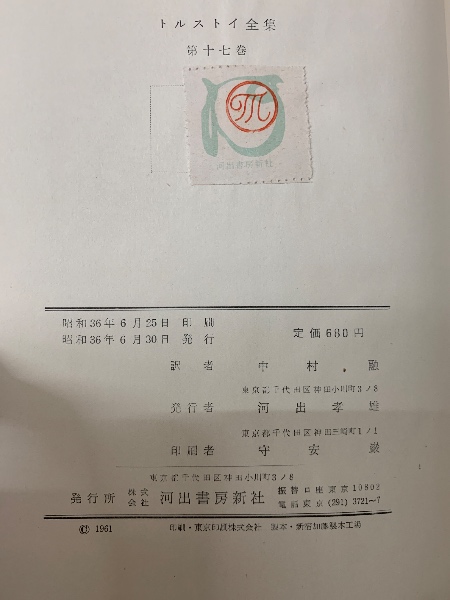 トルストイ全集
第十七巻
河出書房新社
昭和36年6月25日 印刷
昭和36年6月30日 発行
定価680円
訳者 中村融
東京都千代田区神田小川町3/8
発行者 河出孝雄
東京都千代田区神田三崎町1/1
印刷者 守安巌
東京都千代田区神田小川町3/8
発行所 株式会社 河出書房新社
振替口座東京10802
電話東京(291)3721~7
© 1961
印刷・東京印刷株式会社 製本・新宿加藤製本工場